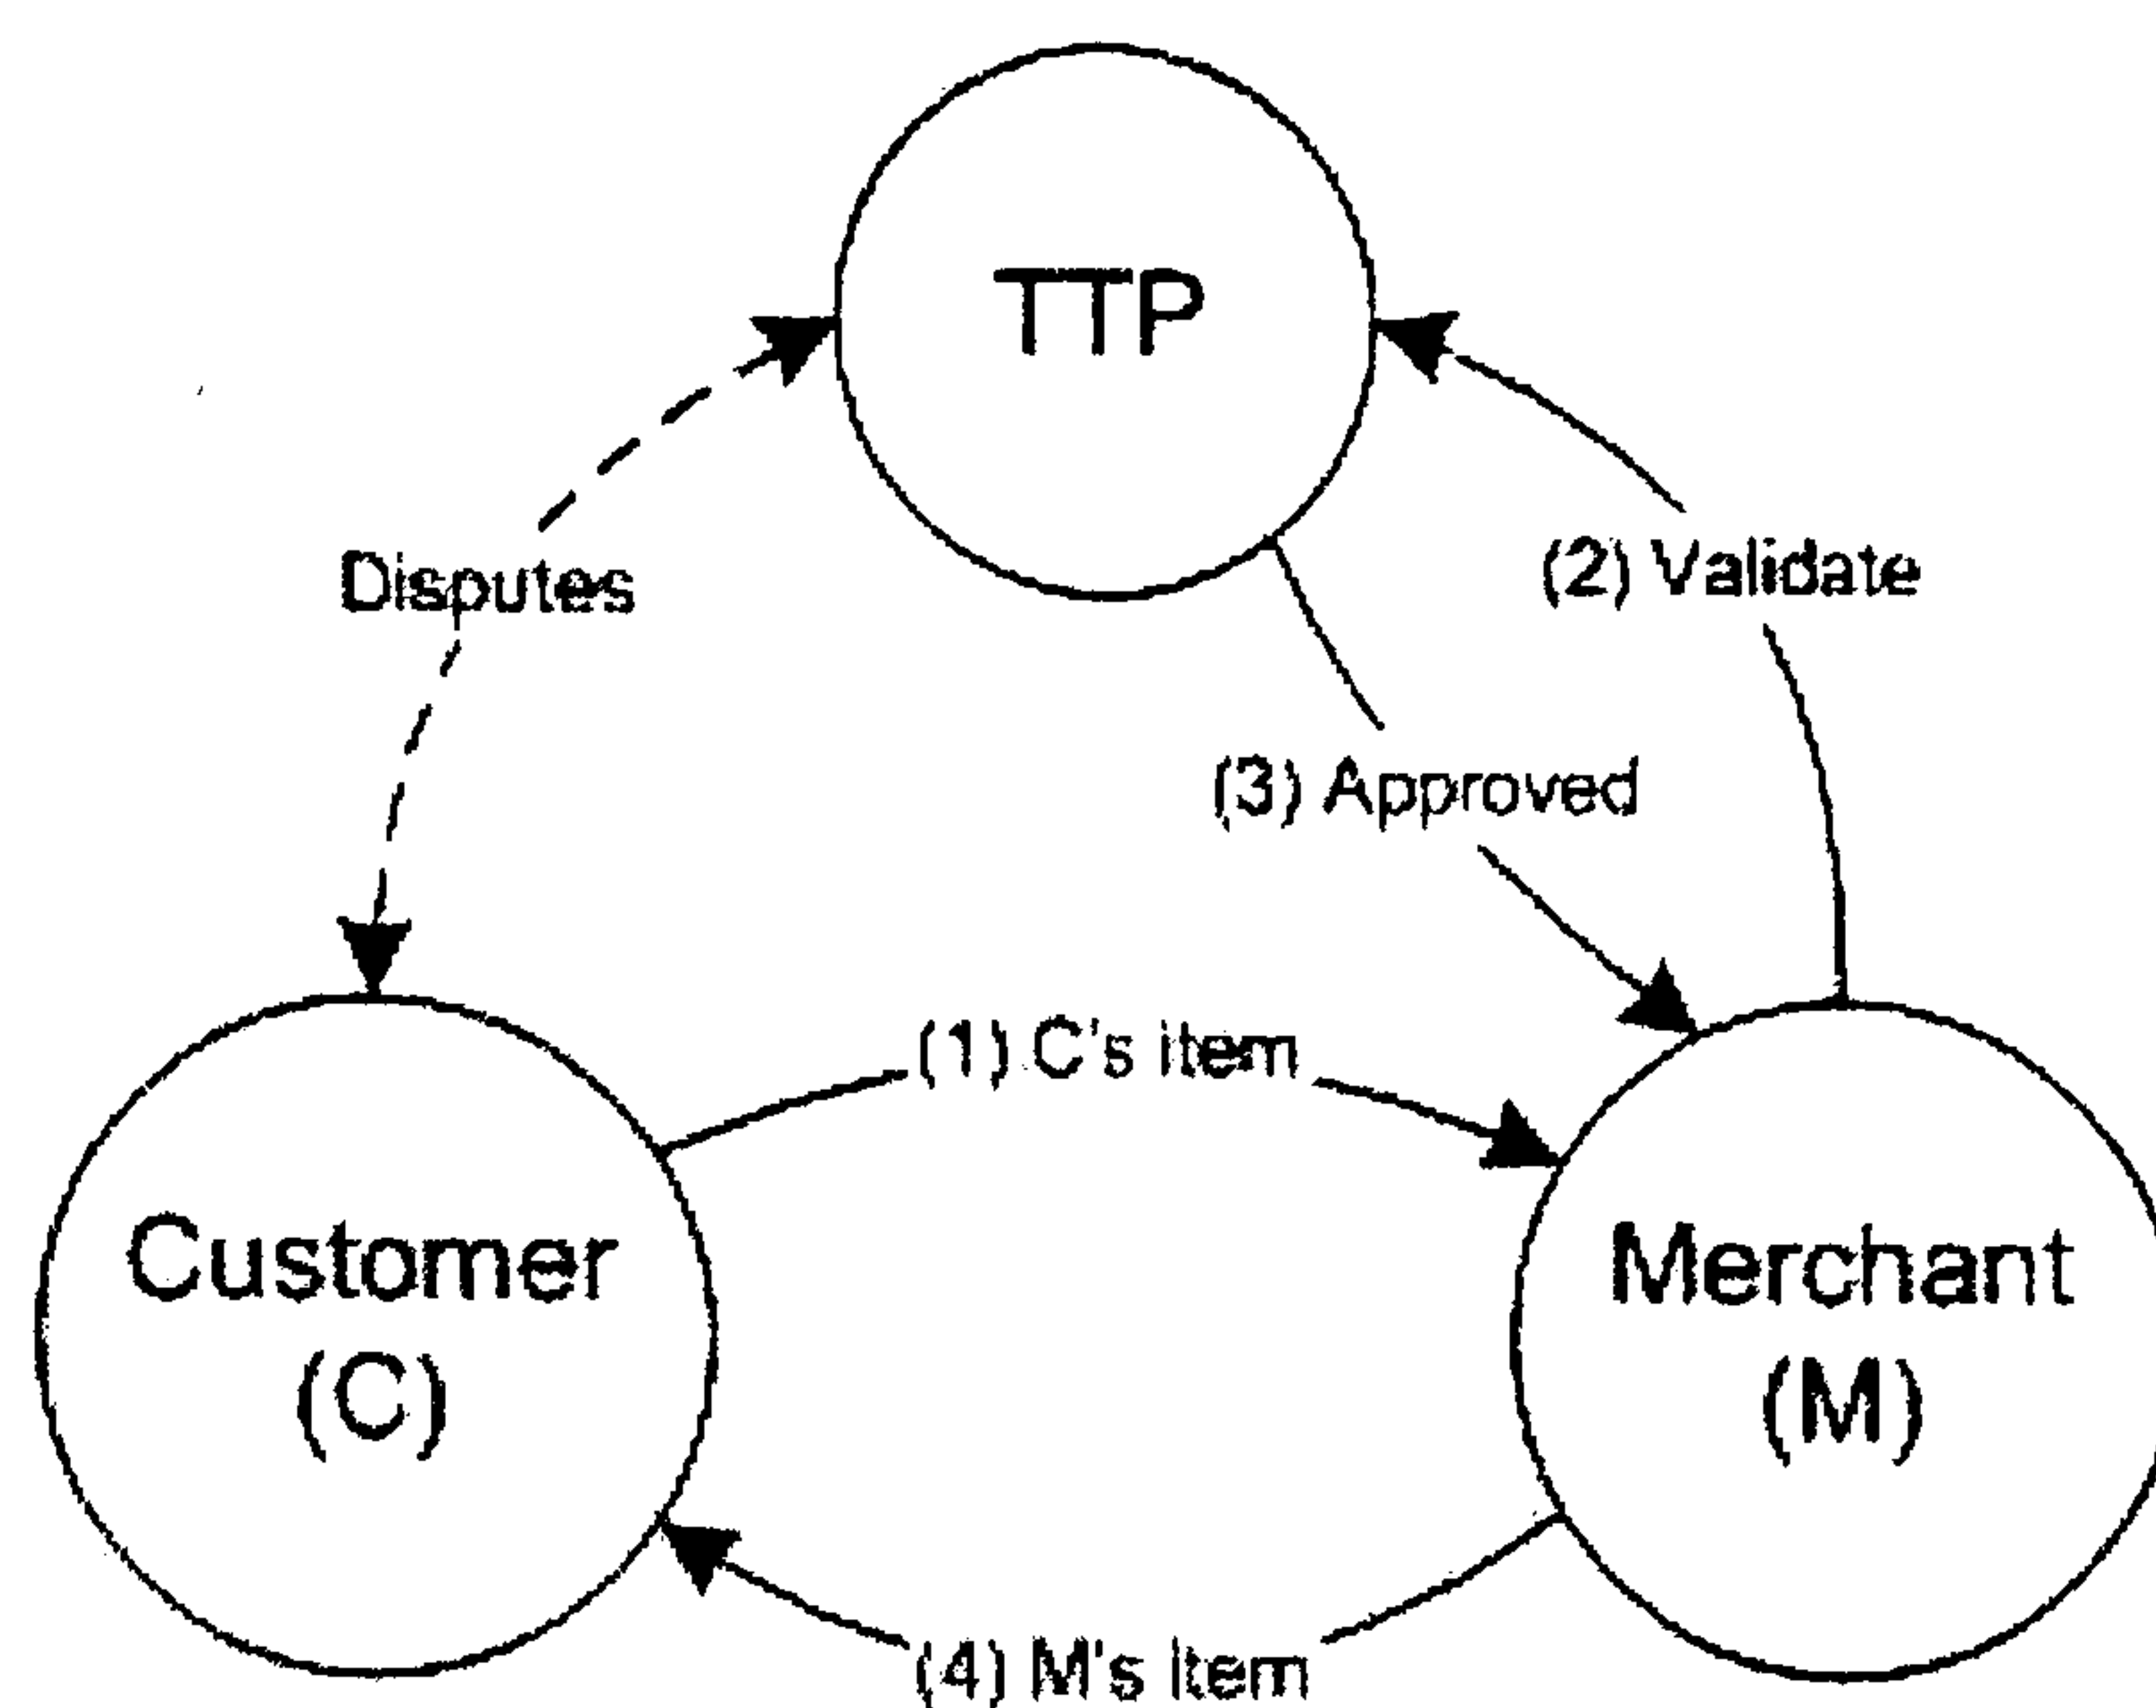 TTP
Disputes
(2) Validate
(3) Approved
(1) C's item
Customer
(C)
Merchant
(M)
(4) M's item